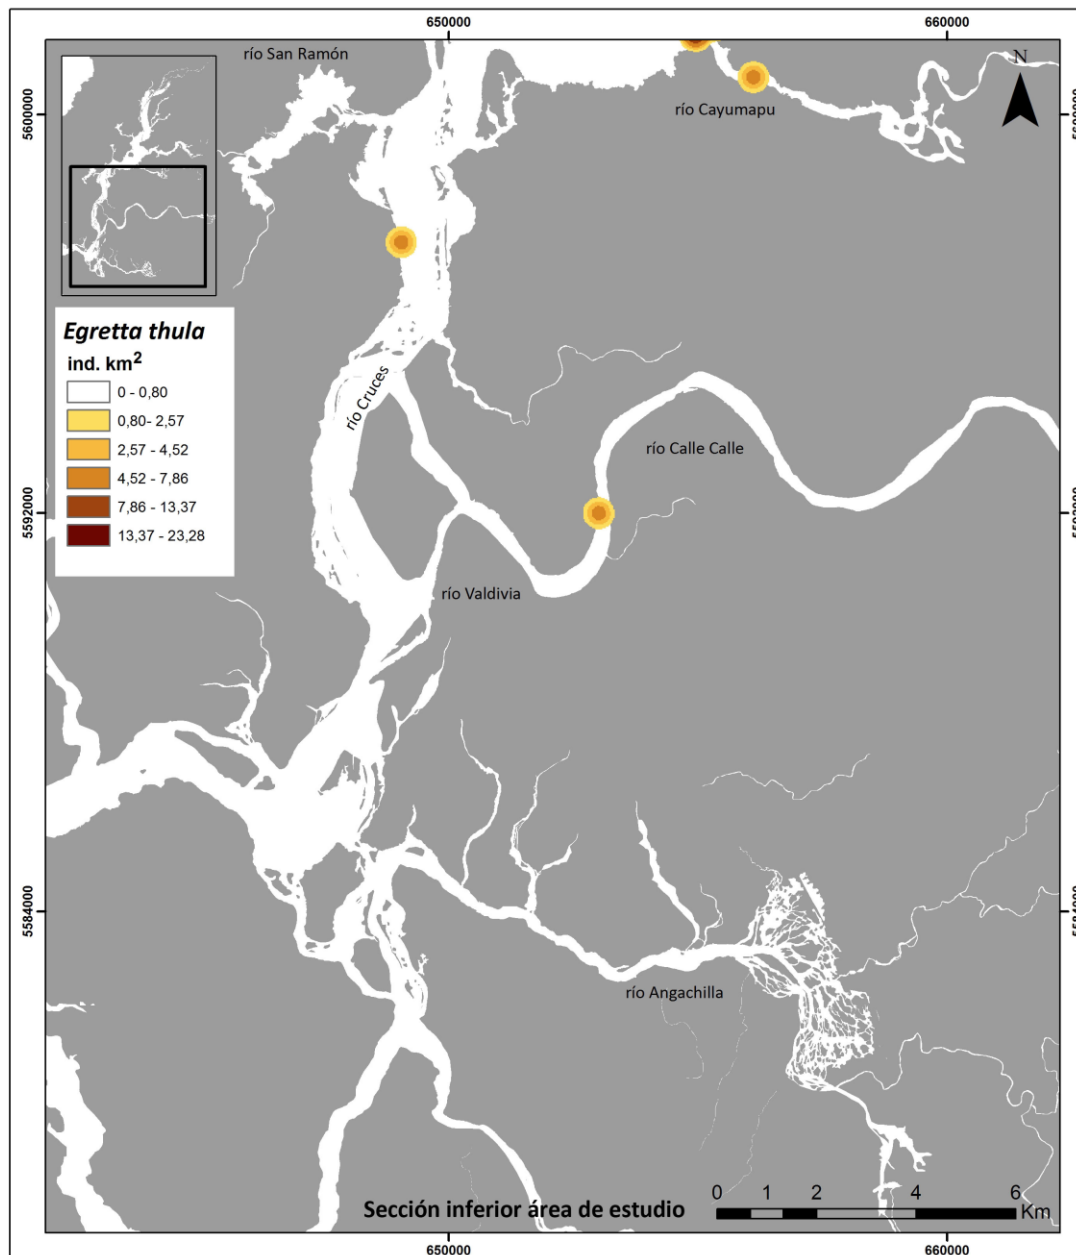 650000
660000
río San Ramón
N
río Cayumapu
5600000
5600000
Egretta thula
ind. km²
0 - 0,80
0,80- 2,57
2,57 - 4,52
4,52 - 7,86
7,86 - 13,37
13,37 - 23,28
río Cruces
río Calle Calle
5592000
5592000
río Valdivia
5584000
5584000
río Angachilla
Sección inferior área de estudio
0 1 2 4 6
Km
650000
660000